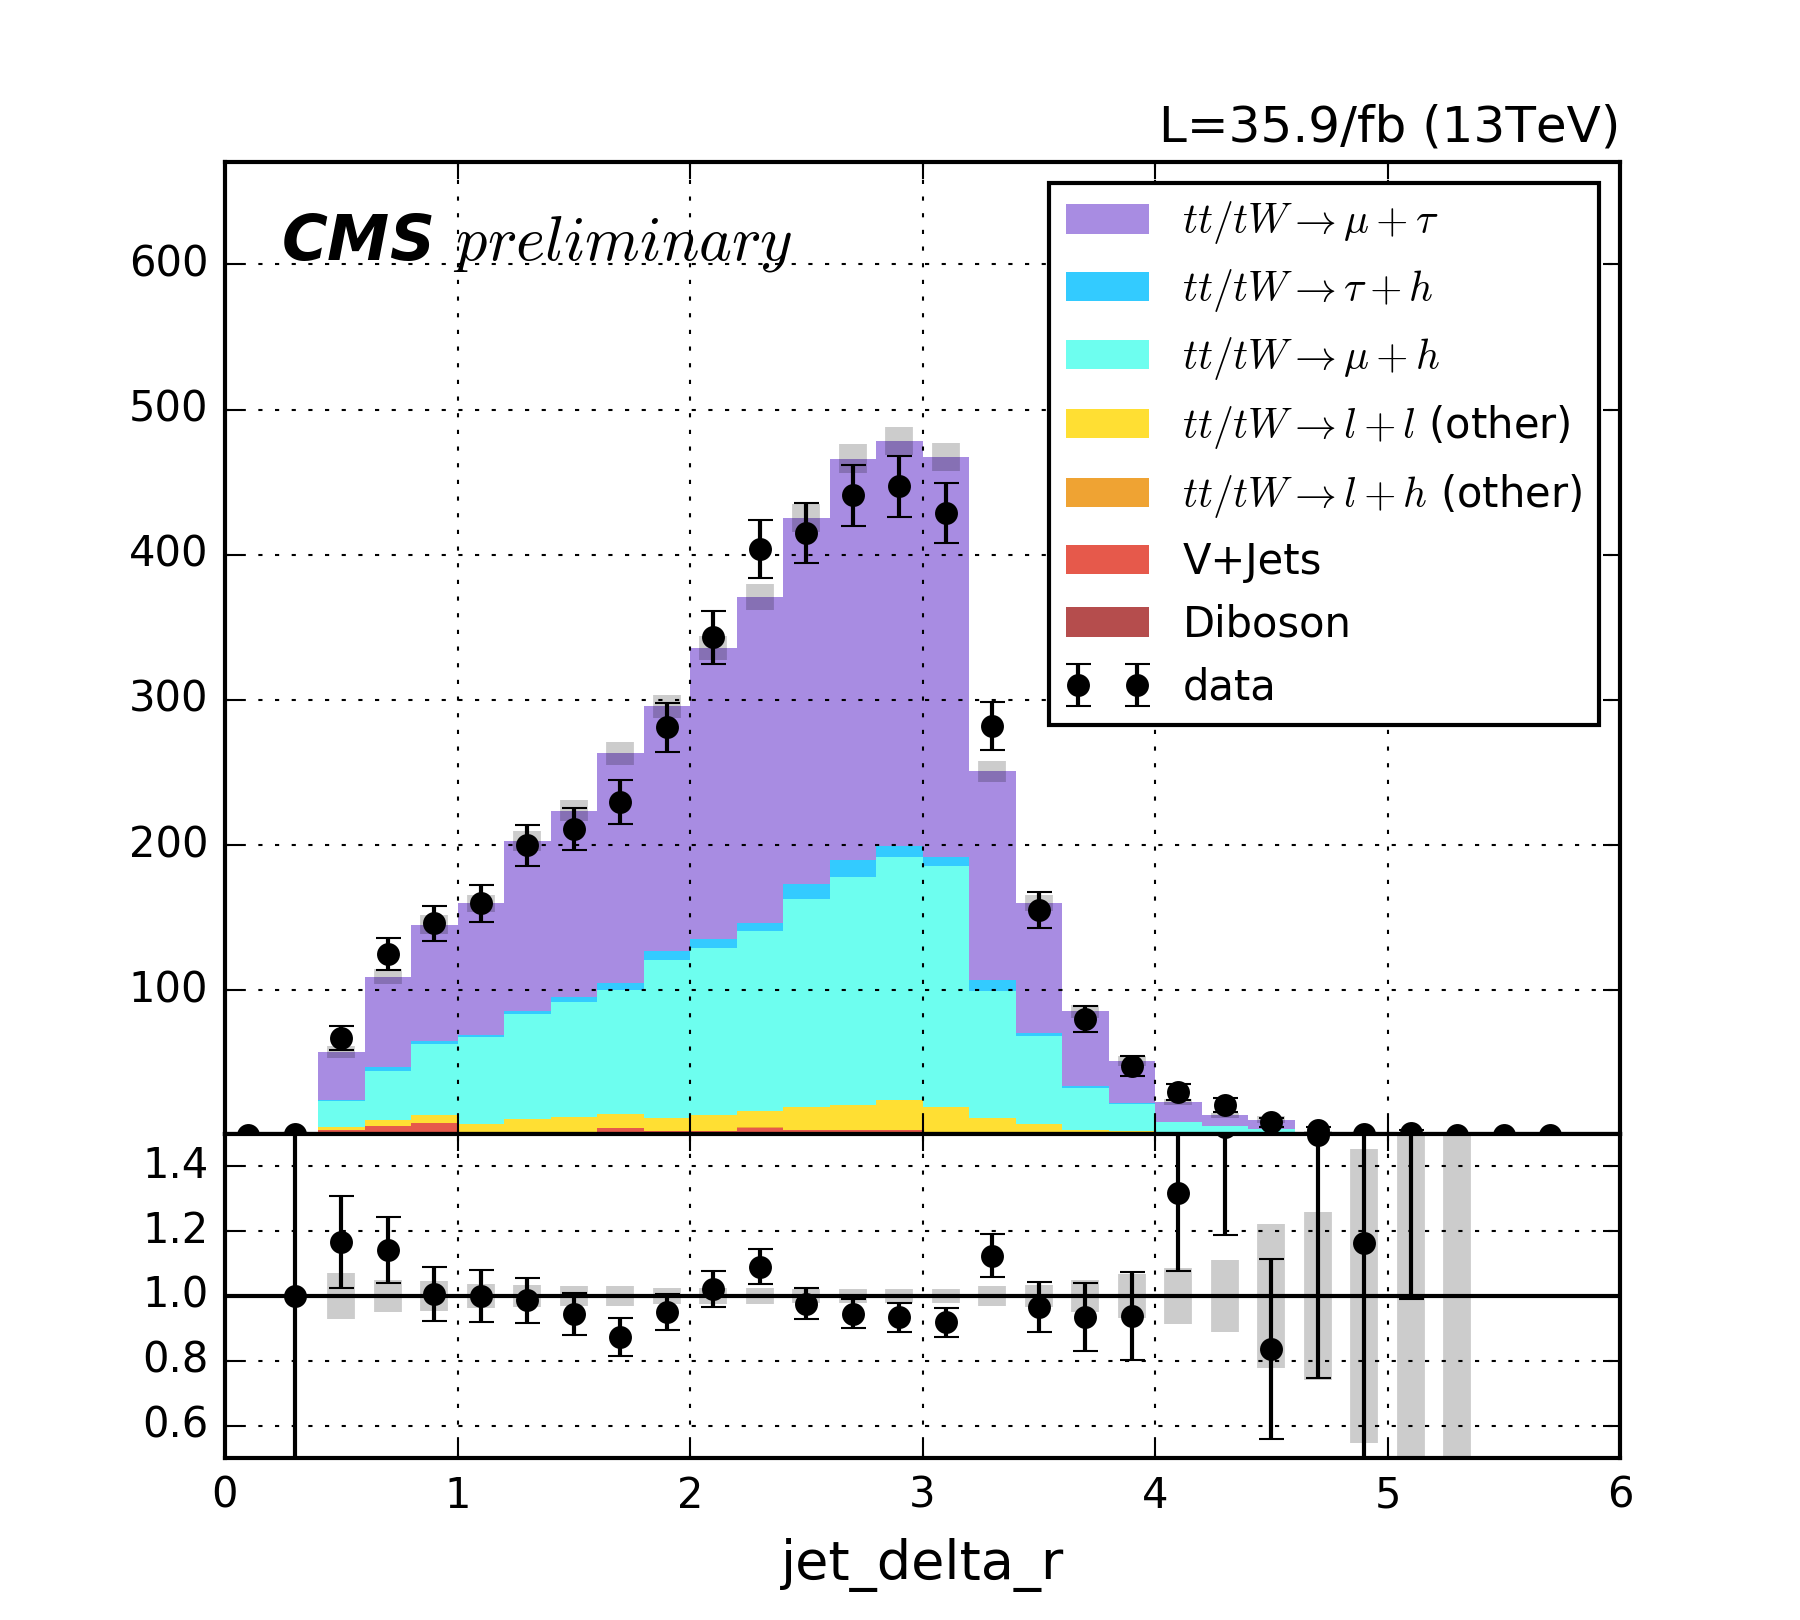 L=35.9/fb (13TeV)
CMS preliminary
600
500
400
300
200
100
tt/tW → μ + τ
tt/tW → τ + h
tt/tW → μ + h
tt/tW → l + l (other)
tt/tW → l + h (other)
V+Jets
Diboson
data
1.4
1.2
1.0
0.8
0.6
0 1 2 3 4 5 6
jet_delta_r